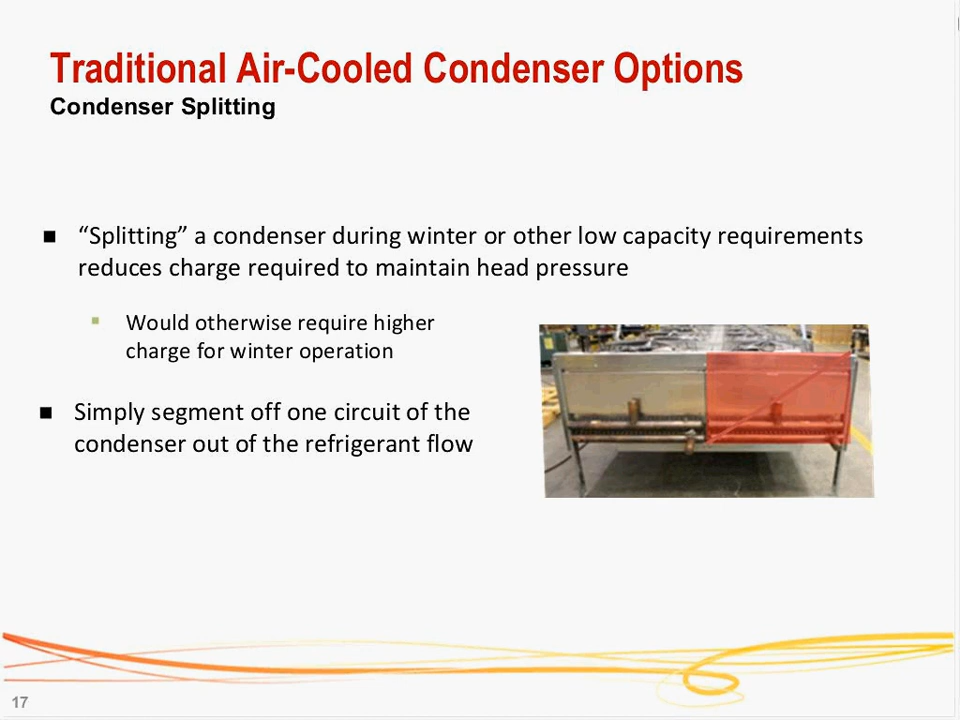 Traditional Air-Cooled Condenser Options
Condenser Splitting
■ “Splitting” a condenser during winter or other low capacity requirements
reduces charge required to maintain head pressure
▪ Would otherwise require higher
charge for winter operation
■ Simply segment off one circuit of the
condenser out of the refrigerant flow
17